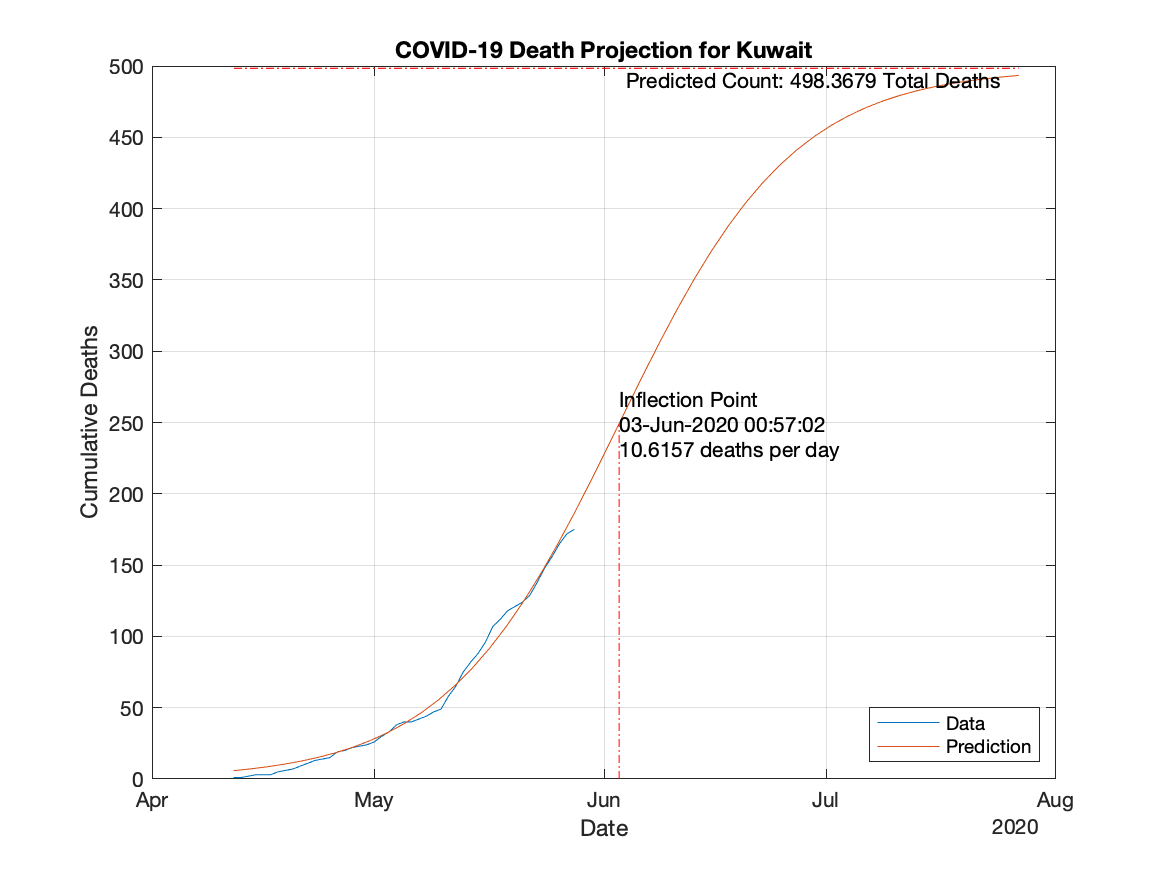 COVID-19 Death Projection for Kuwait
500
Predicted Count: 498.3679 Total Deaths
450
400
350
300
Inflection Point
250
03-Jun-2020 00:57:02
10.6157 deaths per day
200
150
100
50
0
Cumulative Deaths
Data
Prediction
Apr May Jun Jul Aug
Date
2020